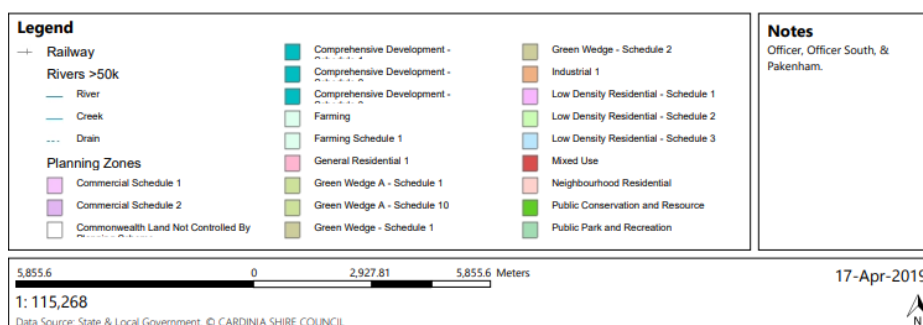 Legend
Railway
Rivers >50k
River
Creek
Drain
Planning Zones
Commercial Schedule 1
Commercial Schedule 2
Commonwealth Land Not Controlled By
Comprehensive Development -
Comprehensive Development -
Comprehensive Development -
Farming
Farming Schedule 1
General Residential 1
Green Wedge A - Schedule 1
Green Wedge A - Schedule 10
Green Wedge - Schedule 1
Green Wedge - Schedule 2
Industrial 1
Low Density Residential - Schedule 1
Low Density Residential - Schedule 2
Low Density Residential - Schedule 3
Mixed Use
Neighbourhood Residential
Public Conservation and Resource
Public Park and Recreation
Notes
Officer, Officer South, &
Pakenham.
5,855.6 0 2,927.81 5,855.6 Meters
1: 115,268
17-Apr-2019
Data Source: State & Local Government. © CARDINIA SHIRE COUNCIL
N